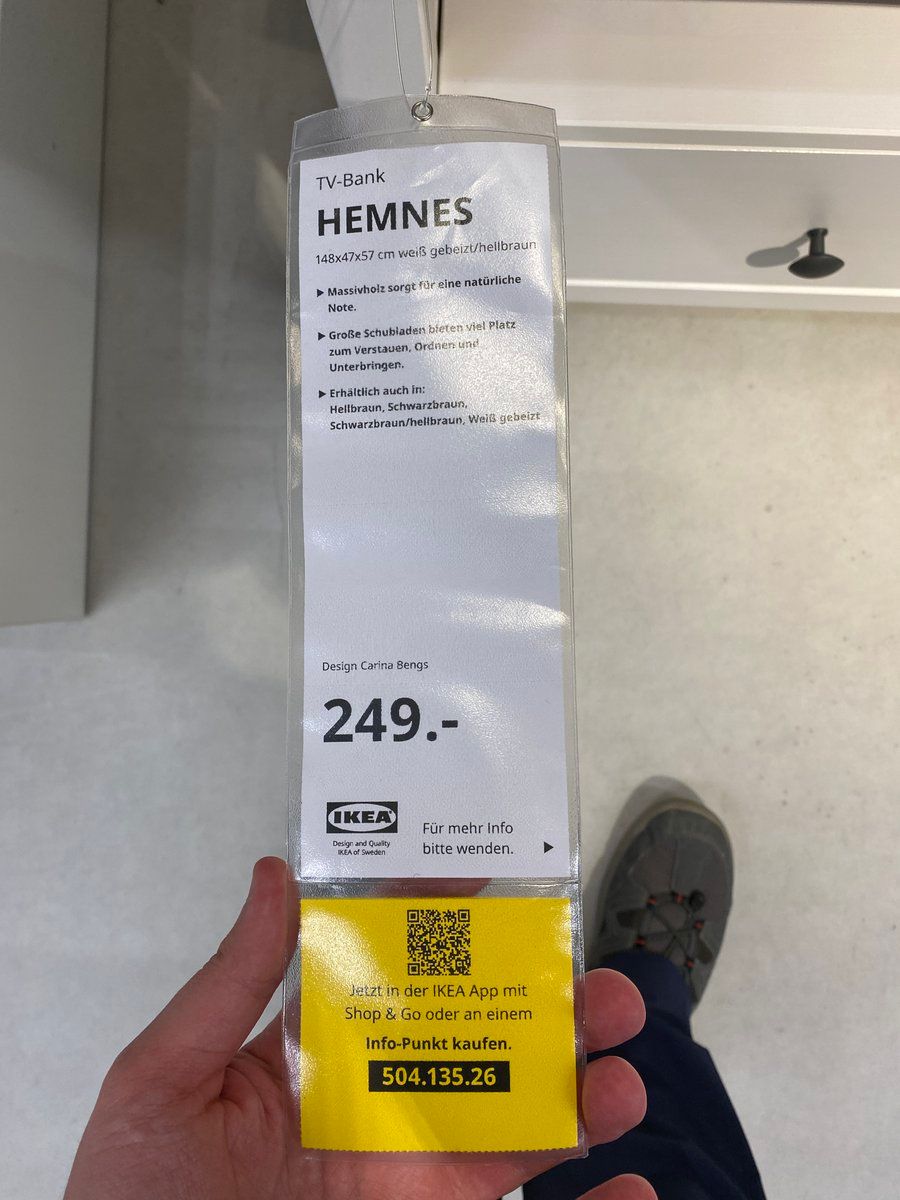 TV-Bank
HEMNES
148x47x57 cm weiß gebeizt/hellbraun
▶ Massivholz sorgt für eine natürliche
Note.
▶ Große Schubladen bieten viel Platz
zum Verstauen, Ordnen und
Unterbringen.
▶ Erhältlich auch in:
Hellbraun, Schwarzbraun,
Schwarzbraun/hellbraun, Weiß gebeizt
Design Carina Bengs
249.-
IKEA
Design and Quality
IKEA of Sweden
Für mehr Info
bitte wenden. ▶
Jetzt in der IKEA App mit
Shop & Go oder an einem
Info-Punkt kaufen.
504.135.26